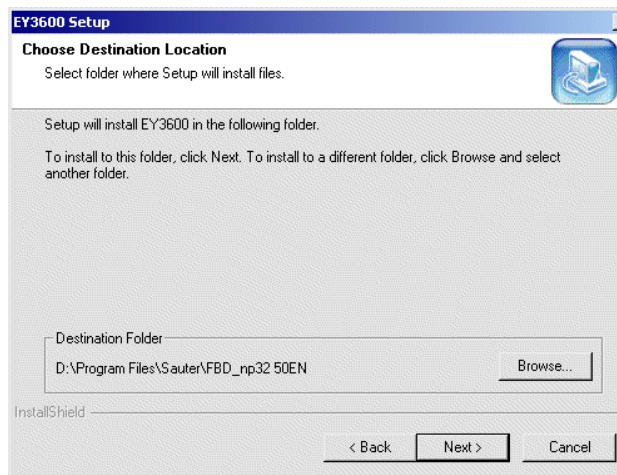 EY3600 Setup
Choose Destination Location
Select folder where Setup will install files.
Setup will install EY3600 in the following folder.
To install to this folder, click Next. To install to a different folder, click Browse and select
another folder.
Destination Folder
D:\Program Files\Sauter\FBD_np32 50EN
Browse...
InstallShield
< Back
Next >
Cancel